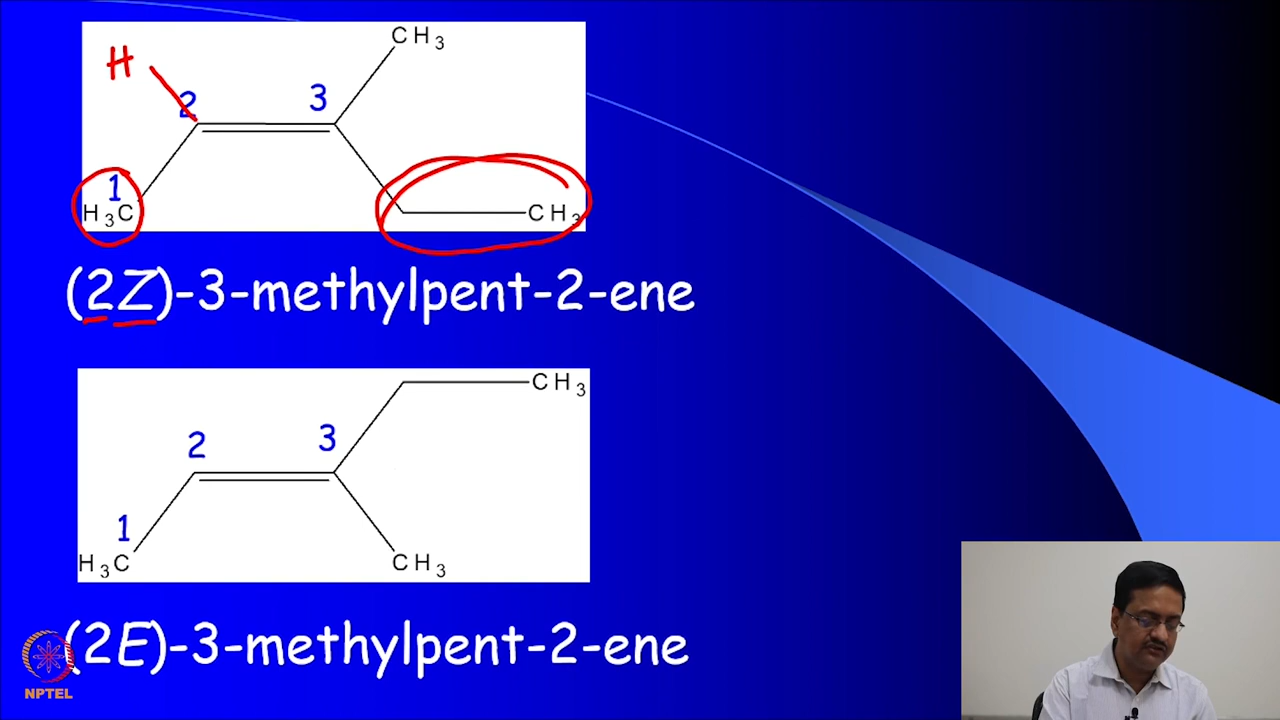 CH3
H
2
3
1
H3C
CH3
(2Z)-3-methylpent-2-ene
CH3
2
3
1
H3C
CH3
(2E)-3-methylpent-2-ene
NPTEL